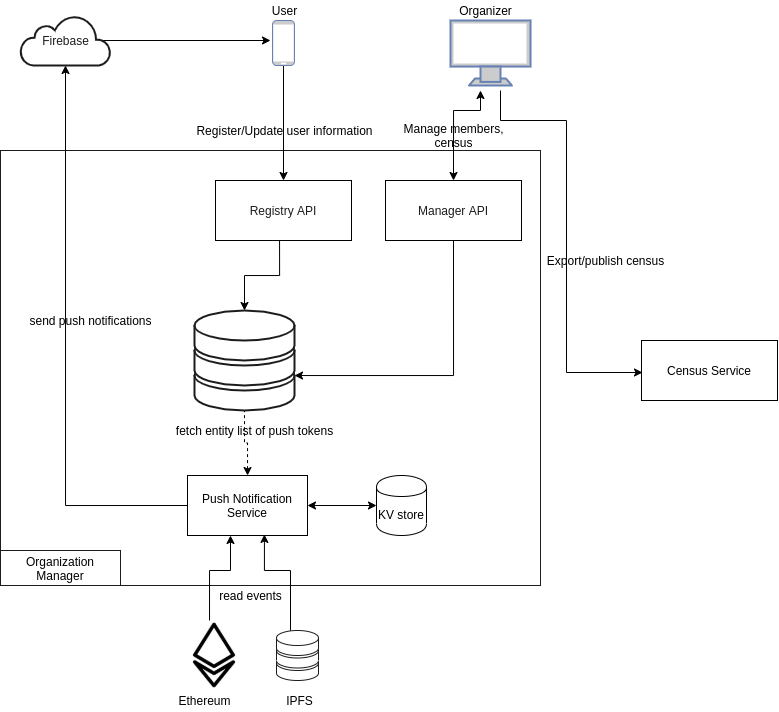 User
Organizer
Firebase
Register/Update user information
Manage members,
census
Registry API
Manager API
Export/publish census
send push notifications
Census Service
fetch entity list of push tokens
Push Notification
Service
KV store
Organization
Manager
read events
Ethereum
IPFS